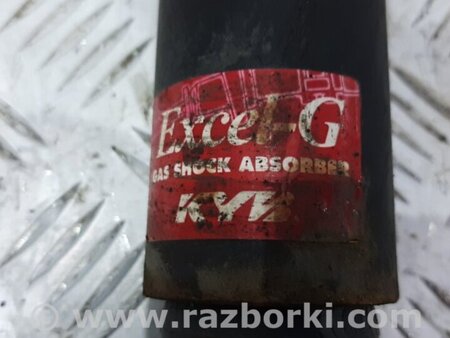 Excel-G
GAS SHOCK ABSORBER
KYB
www.razborki.com